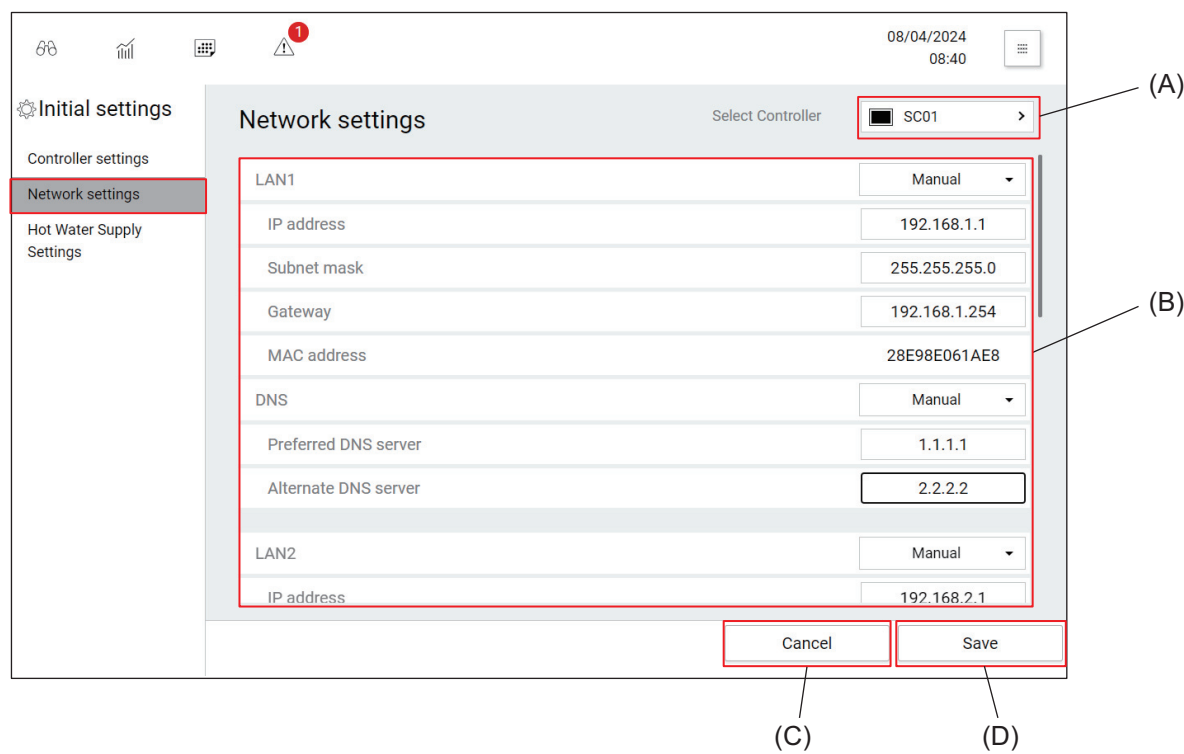 1
08/04/2024
08:40
Initial settings
Controller settings
Network settings
Hot Water Supply
Settings
Network settings
Select Controller
SC01
(A)
LAN1
Manual
IP address
192.168.1.1
Subnet mask
255.255.255.0
Gateway
192.168.1.254
(B)
MAC address
28E98E061AE8
DNS
Manual
Preferred DNS server
1.1.1.1
Alternate DNS server
2.2.2.2
LAN2
Manual
IP address
192.168.2.1
Cancel
Save
(C)
(D)